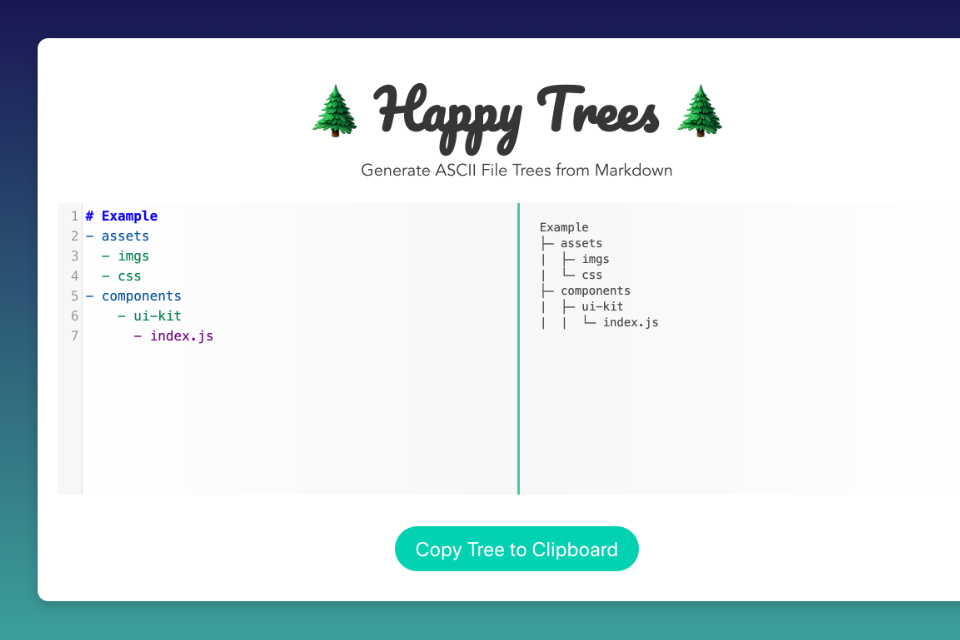 Happy Trees
Generate ASCII File Trees from Markdown
1 # Example
2 - assets
3   - imgs
4   - css
5 - components
6     - ui-kit
7       - index.js
Example
├─ assets
|  ├─ imgs
|  └─ css
├─ components
|  ├─ ui-kit
|  |  └─ index.js
Copy Tree to Clipboard